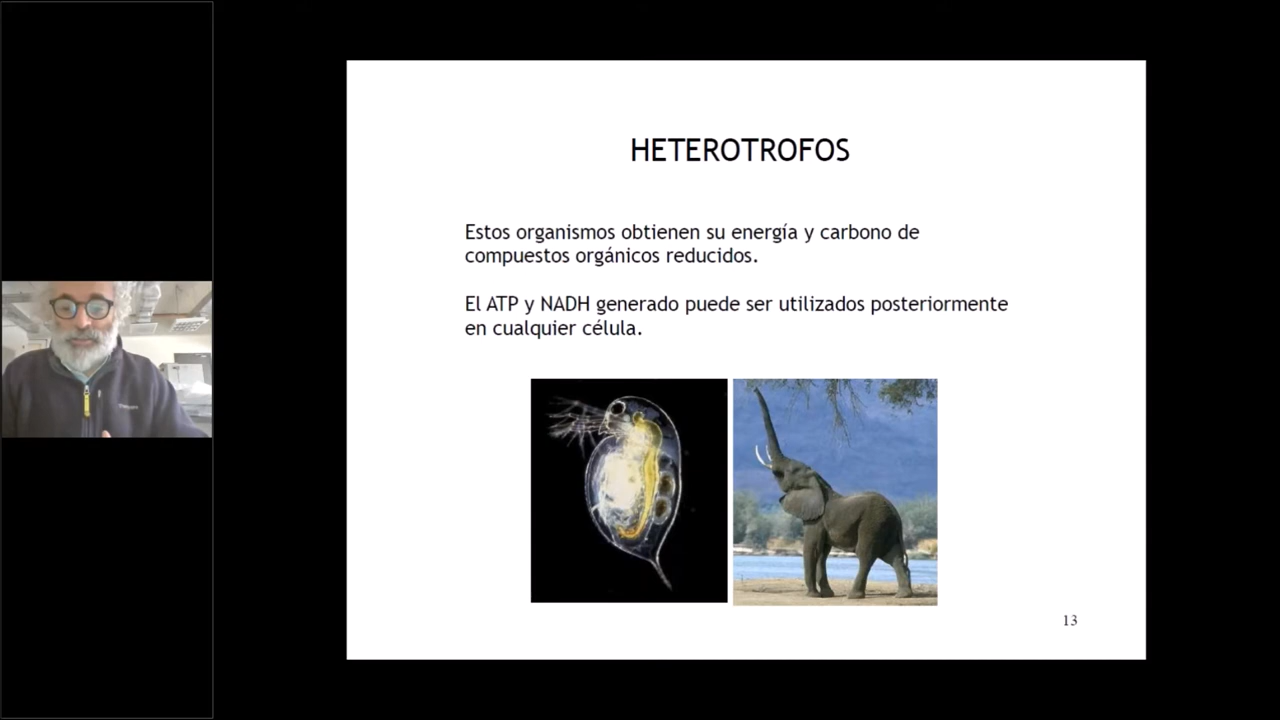 HETEROTROFOS
Estos organismos obtienen su energía y carbono de
compuestos orgánicos reducidos.
El ATP y NADH generado puede ser utilizados posteriormente
en cualquier célula.
13